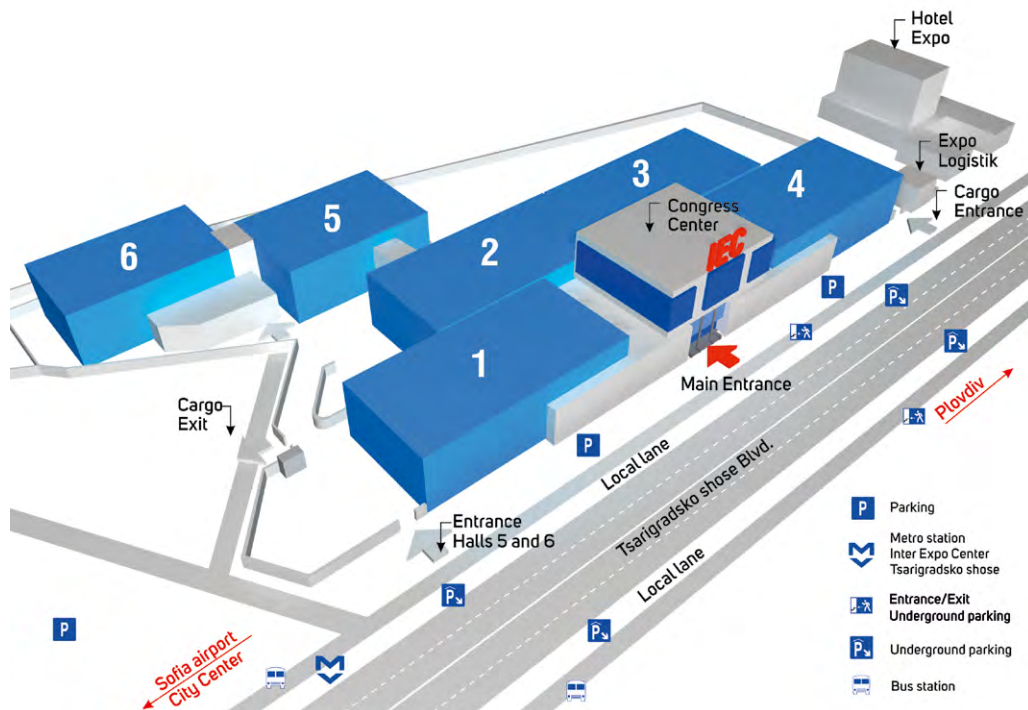 Hotel
Expo
Expo
Logistik
Cargo
Entrance
3
4
Congress
Center
5
6
2
IEC
1
P
Main Entrance
Plovdiv
Cargo
Exit
P
Local lane
Tsarigradsko shose Blvd.
Local lane
Entrance
Halls 5 and 6
P
P
P
P
P
Sofia airport
City Center
M
P
Parking
M
Metro station
Inter Expo Center
Tsarigradsko shose
Entrance/Exit
Underground parking
P
Underground parking
Bus station